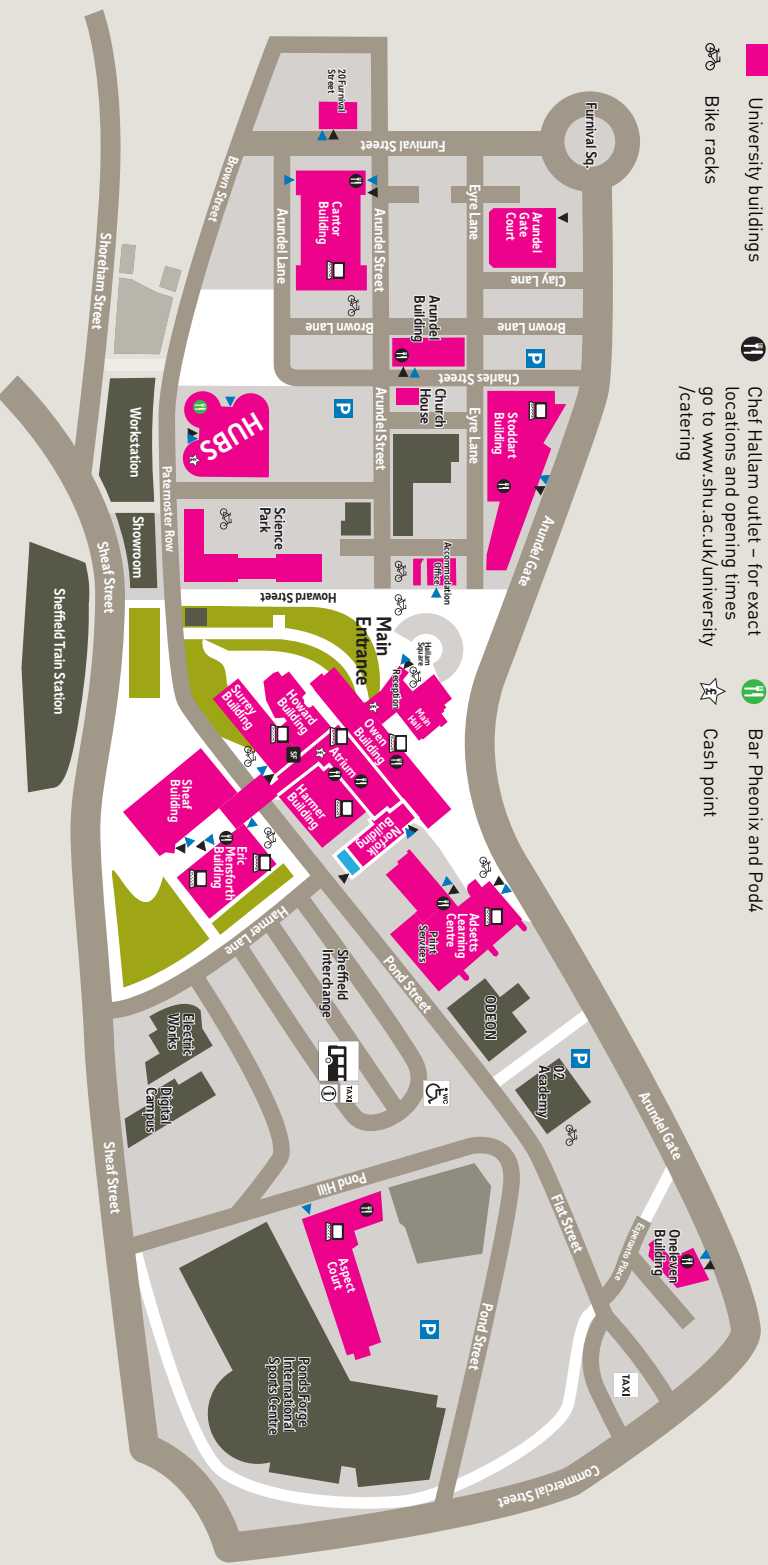 University buildings
Bike racks
Chef Hallam outlet – for exact
locations and opening times
go to www.shu.ac.uk/university
/catering
Bar Pheonix and Pod4
£
Cash point
Furnival Sq.
20 Furnival
Street
Furnival Street
Brown Street
Shoreham Street
Cantor
Building
Arundel Lane
Arundel Street
Eyre Lane
Arundel
Gate
Court
Clay Lane
Brown Lane
Brown Lane
Arundel
Building
P
Charles Street
Church
House
Arundel Street
Eyre Lane
Stoddart
Building
P
HUBS
£
Workstation
Showroom
Paternoster Row
Sheaf Street
Science
Park
Arundel Gate
Accommodation
Office
Howard Street
Sheffield Train Station
Main
Entrance
Hallam
Square
Reception
Main
Hall
Surrey
Building
Howard
Building
Owen
Building
Atrium
SF
Harmer
Building
Norfolk
Building
Sheaf
Building
Eric
Mensforth
Building
Adsetts
Learning
Centre
Print
Services
Harmer Lane
Pond Street
Sheffield
Interchange
TAXI
i
WC
ODEON
O2
Academy
P
Electric
Works
Digital
Campus
Arundel Gate
Sheaf Street
Pond Hill
Flat Street
Esperanto Place
Oneleven
Building
Aspect
Court
P
Pond Street
TAXI
Ponds Forge
International
Sports Centre
Commercial Street